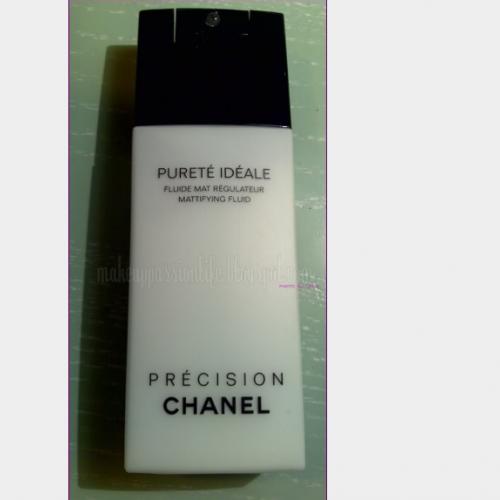 PURETÉ IDÉALE
FLUIDE MAT RÉGULATEUR
MATTIFYING FLUID
PRÉCISION
CHANEL